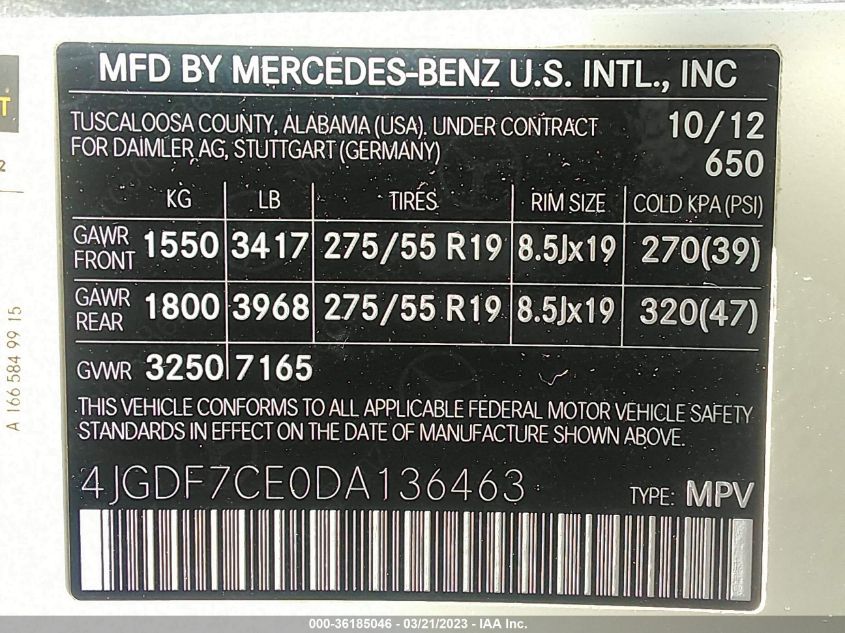 MFD BY MERCEDES-BENZ U.S. INTL., INC
TUSCALOOSA COUNTY, ALABAMA (USA). UNDER CONTRACT 10/12
FOR DAIMLER AG, STUTTGART (GERMANY) 650
KG LB TIRES RIM SIZE COLD KPA (PSI)
GAWR FRONT 1550 3417 275/55 R19 8.5Jx19 270(39)
GAWR REAR 1800 3968 275/55 R19 8.5Jx19 320(47)
GVWR 3250 7165
THIS VEHICLE CONFORMS TO ALL APPLICABLE FEDERAL MOTOR VEHICLE SAFETY
STANDARDS IN EFFECT ON THE DATE OF MANUFACTURE SHOWN ABOVE.
4JGDF7CE0DA136463 TYPE: MPV
A 166 584 99 15
T
2
000-36185046 - 03/21/2023 - IAA Inc.